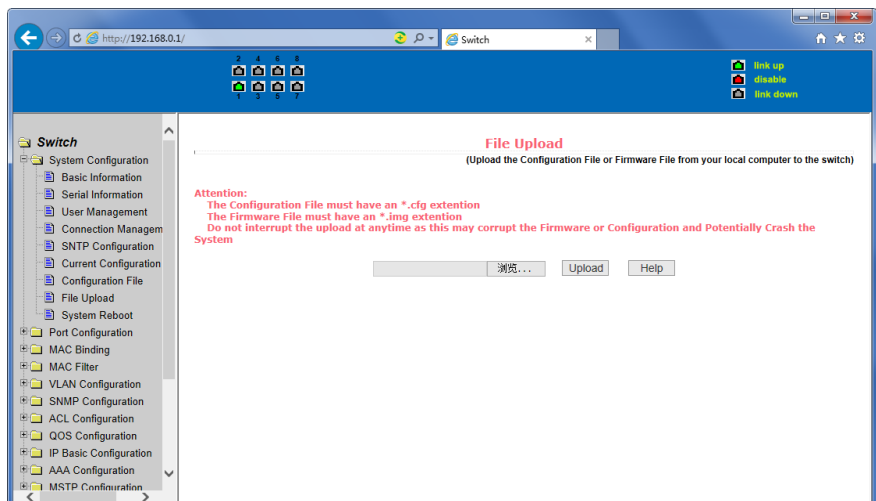 http://192.168.0.1/
Switch
2 4 6 8
1 3 5 7
link up
disable
link down
Switch
System Configuration
Basic Information
Serial Information
User Management
Connection Managem
SNTP Configuration
Current Configuration
Configuration File
File Upload
System Reboot
Port Configuration
MAC Binding
MAC Filter
VLAN Configuration
SNMP Configuration
ACL Configuration
QOS Configuration
IP Basic Configuration
AAA Configuration
MSTP Configuration
File Upload
(Upload the Configuration File or Firmware File from your local computer to the switch)
Attention:
The Configuration File must have an *.cfg extention
The Firmware File must have an *.img extention
Do not interrupt the upload at anytime as this may corrupt the Firmware or Configuration and Potentially Crash the
System
浏览... Upload Help